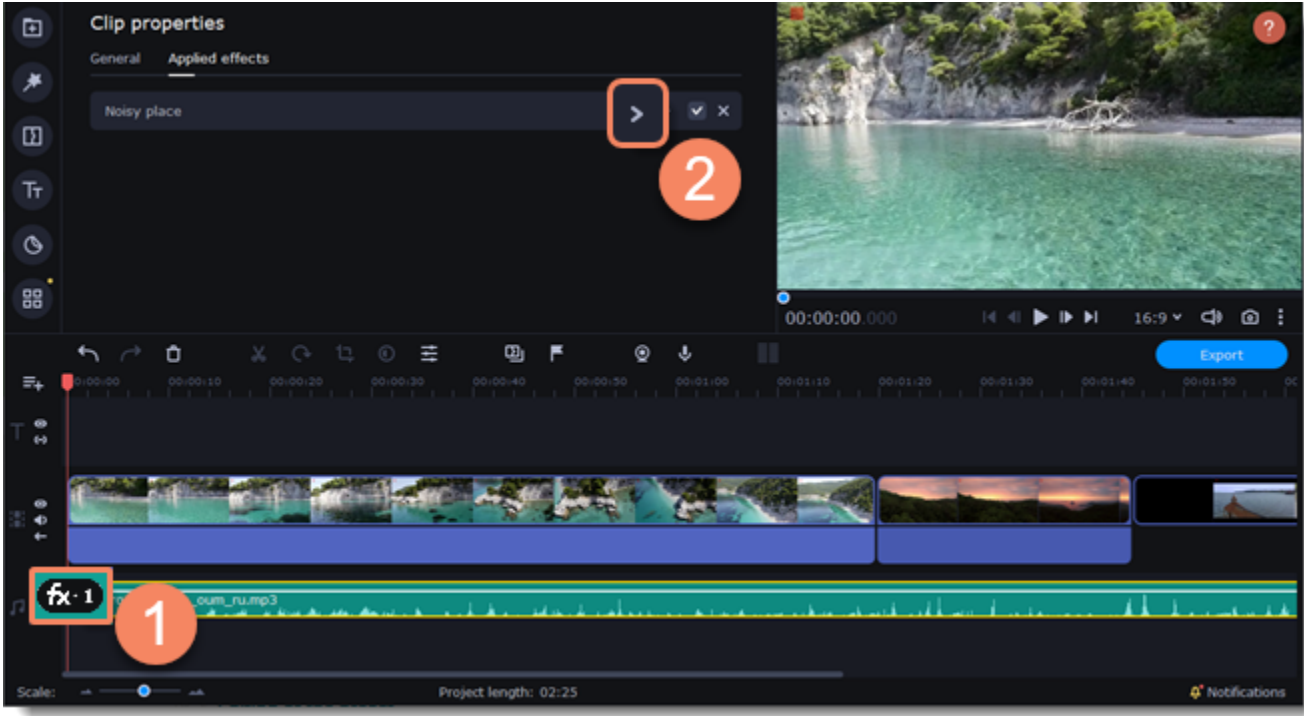 Clip properties
?
General Applied effects
Noisy place
2
Tт
00:00:00.000
16:9
Export
0:00:00 00:00:10 00:00:20 00:00:30 00:00:40 00:00:50 00:01:00 00:01:10 00:01:20 00:01:30 00:01:40 00:01:50 00
T
fx· 1
1
_oum_ru.mp3
Scale:
Project length: 02:25
Notifications